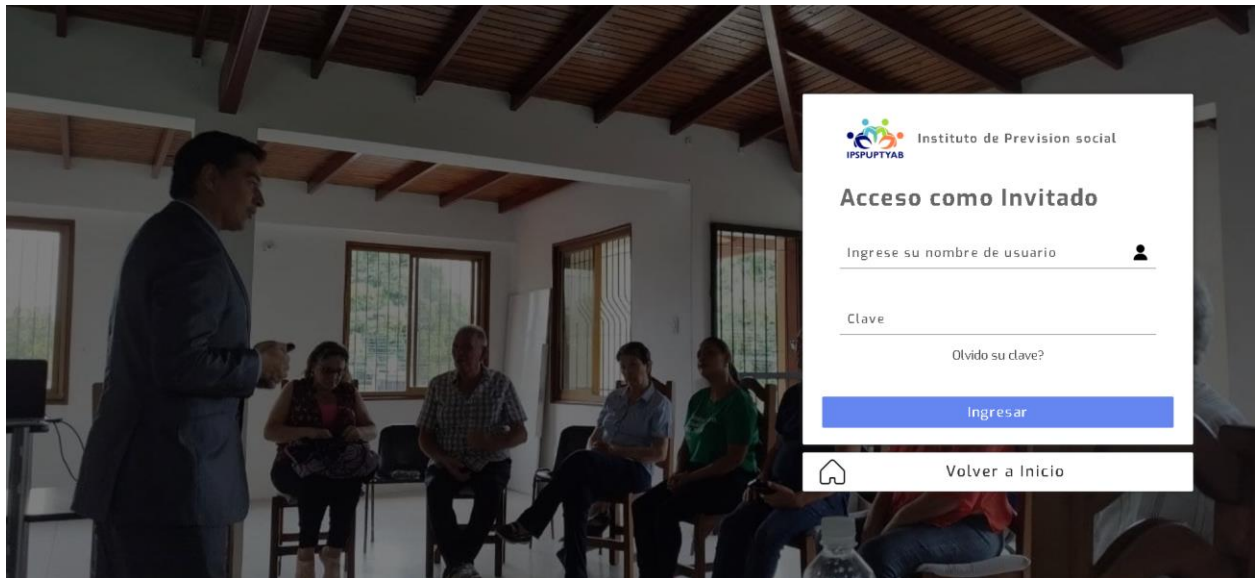 IPSPUPTYAB
Instituto de Prevision social
Acceso como Invitado
Ingrese su nombre de usuario
Clave
Olvido su clave?
Ingresar
Volver a Inicio